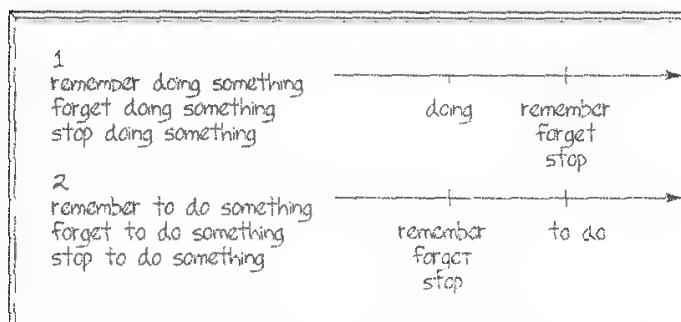 1
remember doing something
forget doing something
stop doing something
doing
remember
forget
stop
2
remember to do something
forget to do something
stop to do something
remember
forget
stop
to do